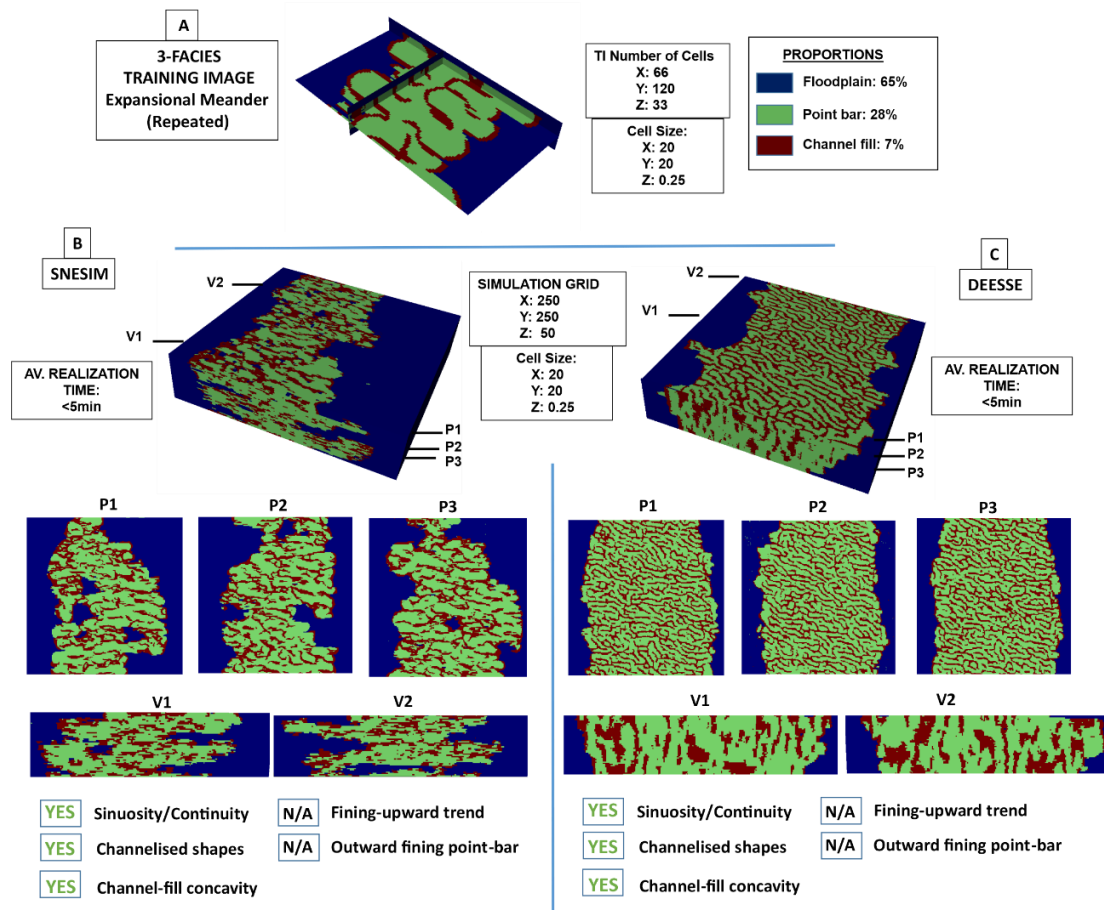 A
3-FACIES
TRAINING IMAGE
Expansional Meander
(Repeated)
TI Number of Cells
X: 66
Y: 120
Z: 33
Cell Size:
X: 20
Y: 20
Z: 0.25
PROPORTIONS
Floodplain: 65%
Point bar: 28%
Channel fill: 7%
B
SNESIM
V2
V1
AV. REALIZATION
TIME:
<5min
P1
P2
P3
SIMULATION GRID
X: 250
Y: 250
Z: 50
Cell Size:
X: 20
Y: 20
Z: 0.25
C
DEESSE
V2
V1
AV. REALIZATION
TIME:
<5min
P1
P2
P3
P1 P2 P3
V1 V2
YES Sinuosity/Continuity N/A Fining-upward trend
YES Channelised shapes N/A Outward fining point-bar
YES Channel-fill concavity
P1 P2 P3
V1 V2
YES Sinuosity/Continuity N/A Fining-upward trend
YES Channelised shapes N/A Outward fining point-bar
YES Channel-fill concavity